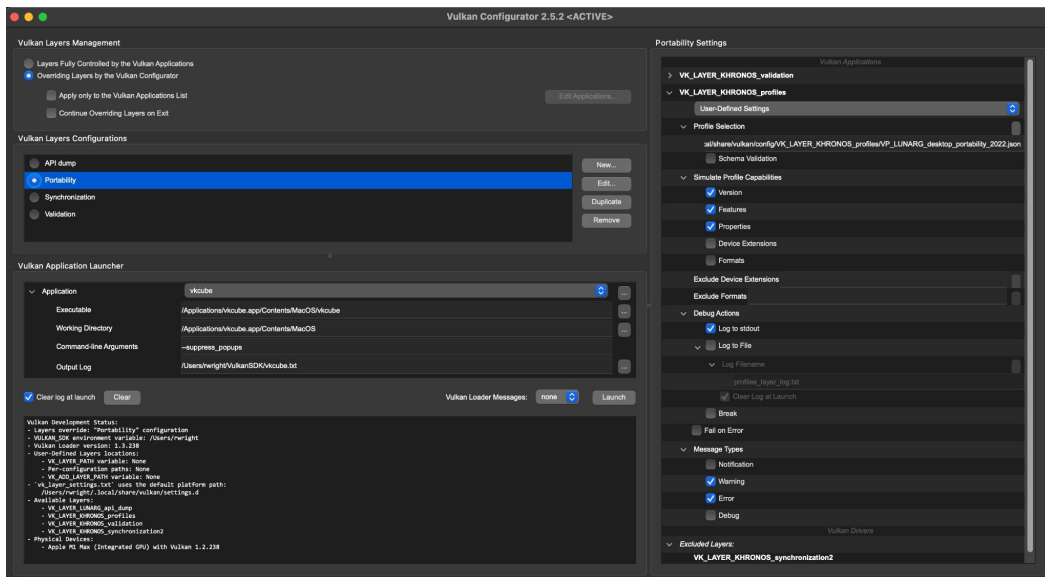 Vulkan Configurator 2.5.2 <ACTIVE>
Vulkan Layers Management
Layers Fully Controlled by the Vulkan Applications
Overriding Layers by the Vulkan Configurator
Apply only to the Vulkan Applications List
Edit Applications...
Continue Overriding Layers on Exit
Vulkan Layers Configurations
API dump
Portability
Synchronization
Validation
New...
Edit...
Duplicate
Remove
Vulkan Application Launcher
Application
vkcube
...
Executable
/Applications/vkcube.app/Contents/MacOS/vkcube
...
Working Directory
/Applications/vkcube.app/Contents/MacOS
...
Command-line Arguments
--suppress_popups
Output Log
/Users/rwright/VulkanSDK/vkcube.txt
...
Clear log at launch
Clear
Vulkan Loader Messages:
none
Launch
Vulkan Development Status:
- Layers override: "Portability" configuration
- VULKAN_SDK environment variable: /Users/rwright
- Vulkan Loader version: 1.3.238
- User-Defined Layers locations:
- VK_LAYER_PATH variable: None
- Per-configuration paths: None
- VK_ADD_LAYER_PATH variable: None
- `vk_layer_settings.txt` uses the default platform path:
/Users/rwright/.local/share/vulkan/settings.d
- Available Layers:
- VK_LAYER_LUNARG_api_dump
- VK_LAYER_KHRONOS_profiles
- VK_LAYER_KHRONOS_validation
- VK_LAYER_KHRONOS_synchronization2
- Physical Devices:
- Apple M1 Max (Integrated GPU) with Vulkan 1.2.238
Portability Settings
Vulkan Applications
VK_LAYER_KHRONOS_validation
VK_LAYER_KHRONOS_profiles
User-Defined Settings
Profile Selection
:al/share/vulkan/config/VK_LAYER_KHRONOS_profiles/VP_LUNARG_desktop_portability_2022.json
Schema Validation
Simulate Profile Capabilities
Version
Features
Properties
Device Extensions
Formats
Exclude Device Extensions
Exclude Formats
Debug Actions
Log to stdout
Log to File
Log Filename
profiles_layer_log.txt
Clear Log at Launch
Break
Fail on Error
Message Types
Notification
Warning
Error
Debug
Vulkan Drivers
Excluded Layers:
VK_LAYER_KHRONOS_synchronization2